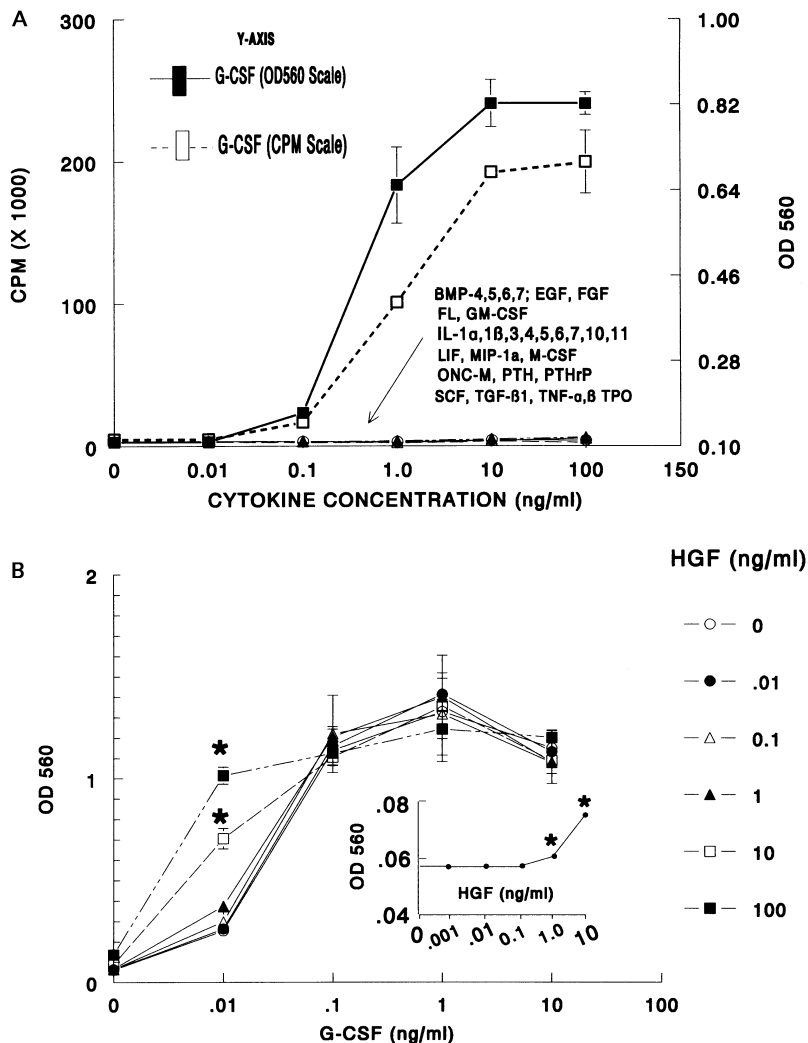 A
300
200
100
0
CPM (X 1000)
Y-AXIS
G-CSF (OD560 Scale)
G-CSF (CPM Scale)
1.00
0.82
0.64
0.46
0.28
0.10
OD 560
BMP-4,5,6,7; EGF, FGF
FL, GM-CSF
IL-1α,1ß,3,4,5,6,7,10,11
LIF, MIP-1a, M-CSF
ONC-M, PTH, PTHrP
SCF, TGF-ß1, TNF-α,ß TPO
0 0.01 0.1 1.0 10 100 150
CYTOKINE CONCENTRATION (ng/ml)
B
2
1
0
OD 560
*
*
.08
.06
.04
OD 560
*
*
HGF (ng/ml)
0 .001 .01 0.1 1.0 10
0 .01 .1 1 10 100
G-CSF (ng/ml)
HGF (ng/ml)
0
.01
0.1
1
10
100